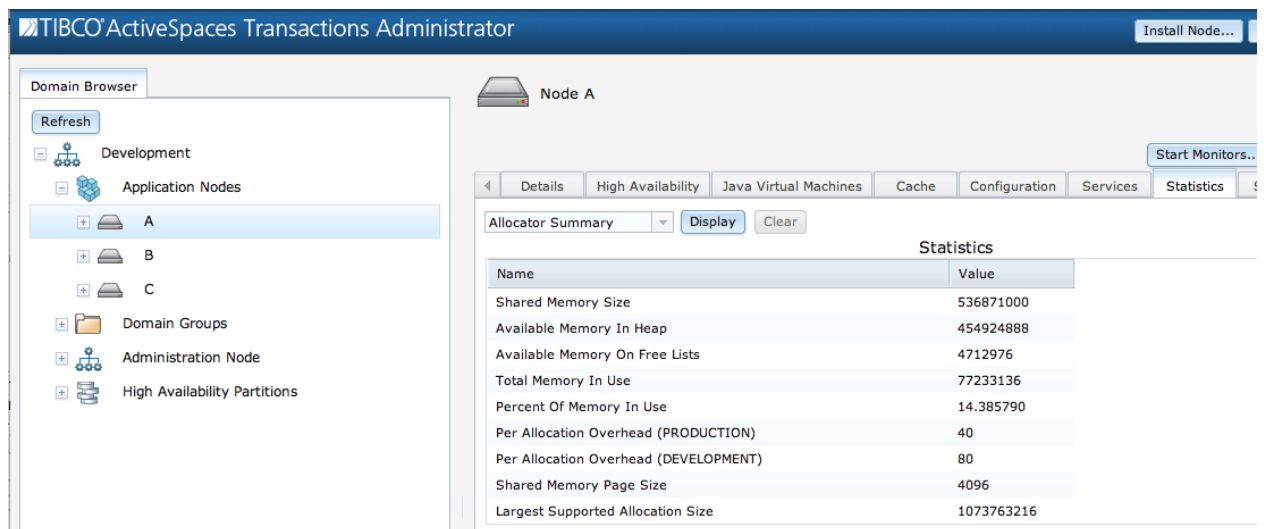 TIBCO® ActiveSpaces Transactions Administrator
Install Node...
Domain Browser
Refresh
Development
Application Nodes
A
B
C
Domain Groups
Administration Node
High Availability Partitions
Node A
Start Monitors..
Details High Availability Java Virtual Machines Cache Configuration Services Statistics
Allocator Summary Display Clear
Statistics
Name Value
Shared Memory Size 536871000
Available Memory In Heap 454924888
Available Memory On Free Lists 4712976
Total Memory In Use 77233136
Percent Of Memory In Use 14.385790
Per Allocation Overhead (PRODUCTION) 40
Per Allocation Overhead (DEVELOPMENT) 80
Shared Memory Page Size 4096
Largest Supported Allocation Size 1073763216